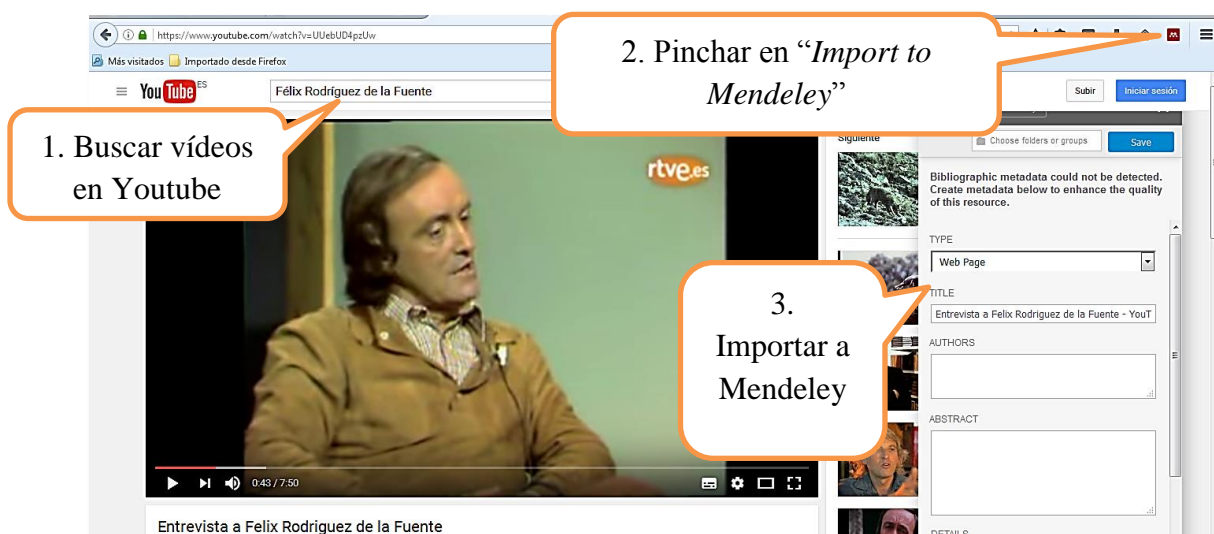 https://www.youtube.com/watch?v=UUebUD4pzUw
Más visitados Importado desde Firefox
2. Pinchar en “Import to
Mendeley”
YouTube ES
Félix Rodríguez de la Fuente
Subir
Iniciar sesión
1. Buscar vídeos
en Youtube
rtve.es
Siguiente
Choose folders or groups
Save
Bibliographic metadata could not be detected.
Create metadata below to enhance the quality
of this resource.
TYPE
Web Page
3.
Importar a
Mendeley
TITLE
Entrevista a Felix Rodriguez de la Fuente - YouT
AUTHORS
ABSTRACT
0:43 / 7:50
Entrevista a Felix Rodriguez de la Fuente
DETAILS